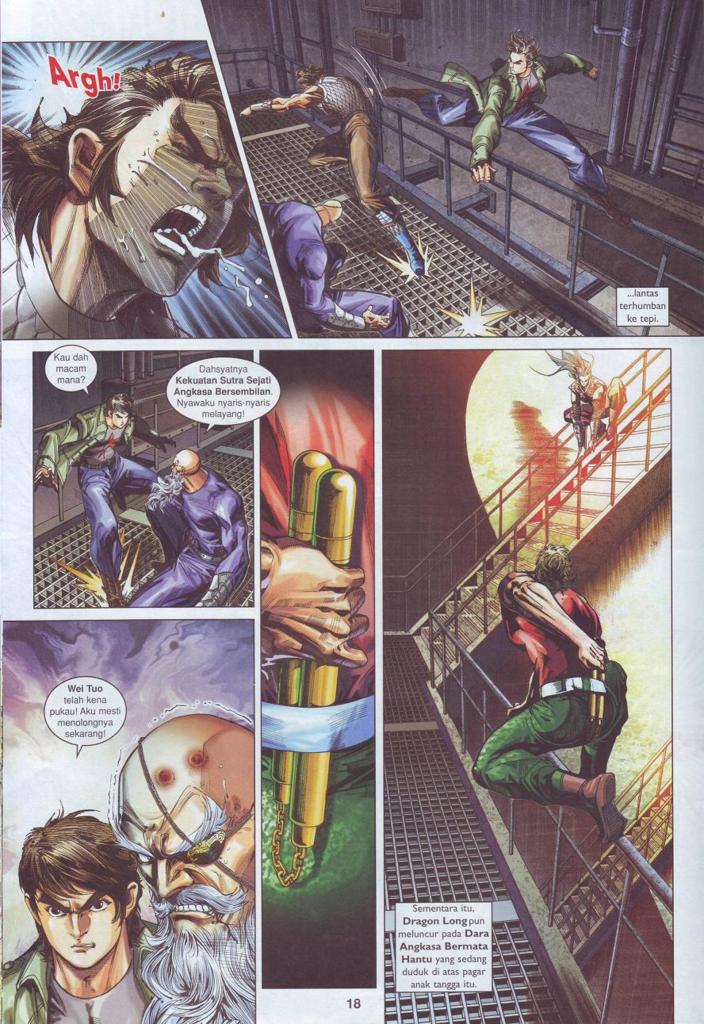 Argh!
...lantas
terhumban
ke tepi.
Kau dah
macam
mana?
Dahsyatnya
Kekuatan Sutra Sejati
Angkasa Bersembilan.
Nyawaku nyaris-nyaris
melayang!
Wei Tuo
telah kena
pukau! Aku mesti
menolongnya
sekarang!
Sementara itu,
Dragon Long pun
meluncur pada Dara
Angkasa Bermata
Hantu yang sedang
duduk di atas pagar
anak tangga itu.
18